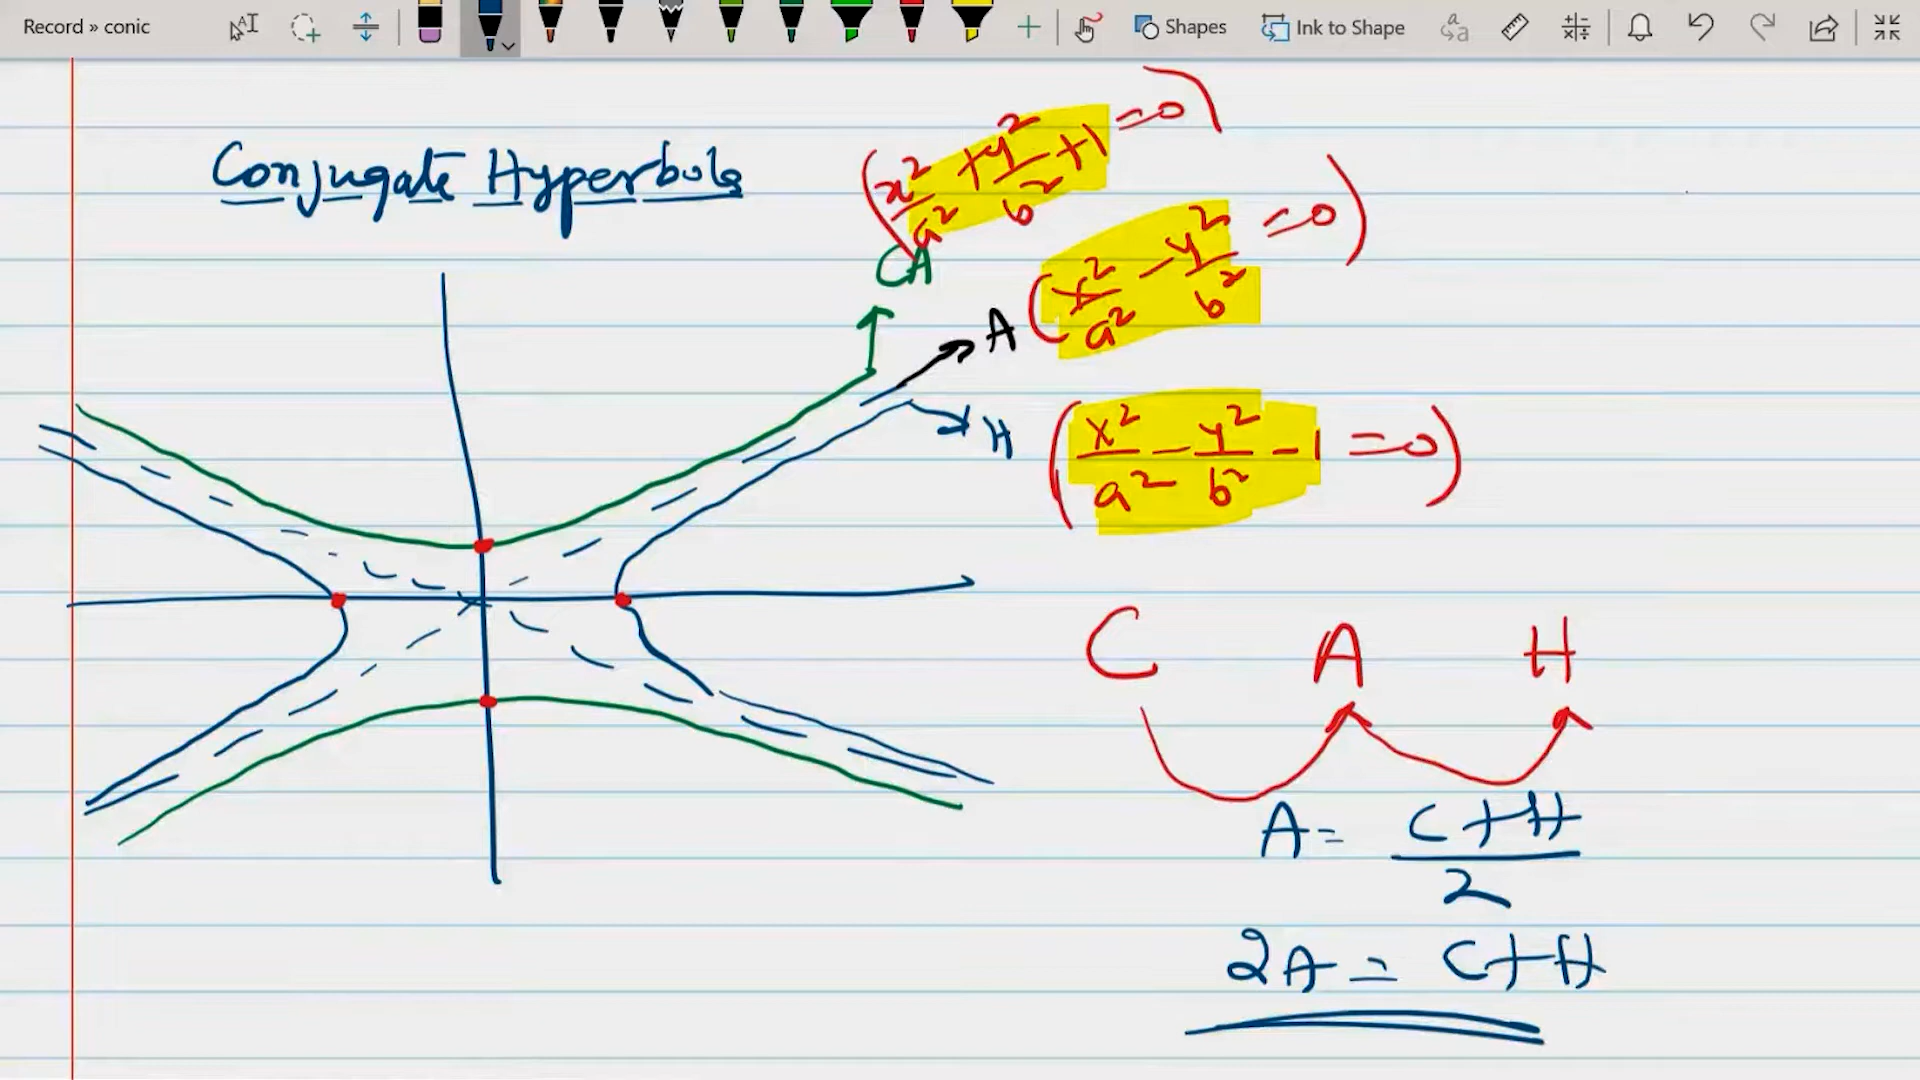 Record » conic
Shapes
Ink to Shape
Conjugate Hyperbola
(x²/a² + y²/b² + 1 = 0)
CA
A (x²/a² - y²/b² = 0)
H (x²/a² - y²/b² - 1 = 0)
C A H
A = C+H/2
2A = C+H